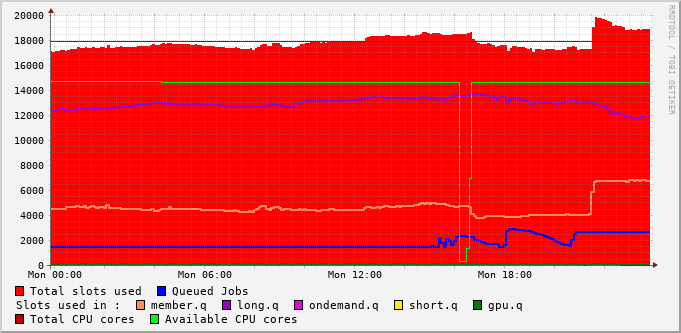 20000
18000
16000
14000
12000
10000
8000
6000
4000
2000
0
Mon 00:00 Mon 06:00 Mon 12:00 Mon 18:00
RRDTOOL / TOBI OETIKER
Total slots used Queued Jobs
Slots used in : member.q long.q ondemand.q short.q gpu.q
Total CPU cores Available CPU cores